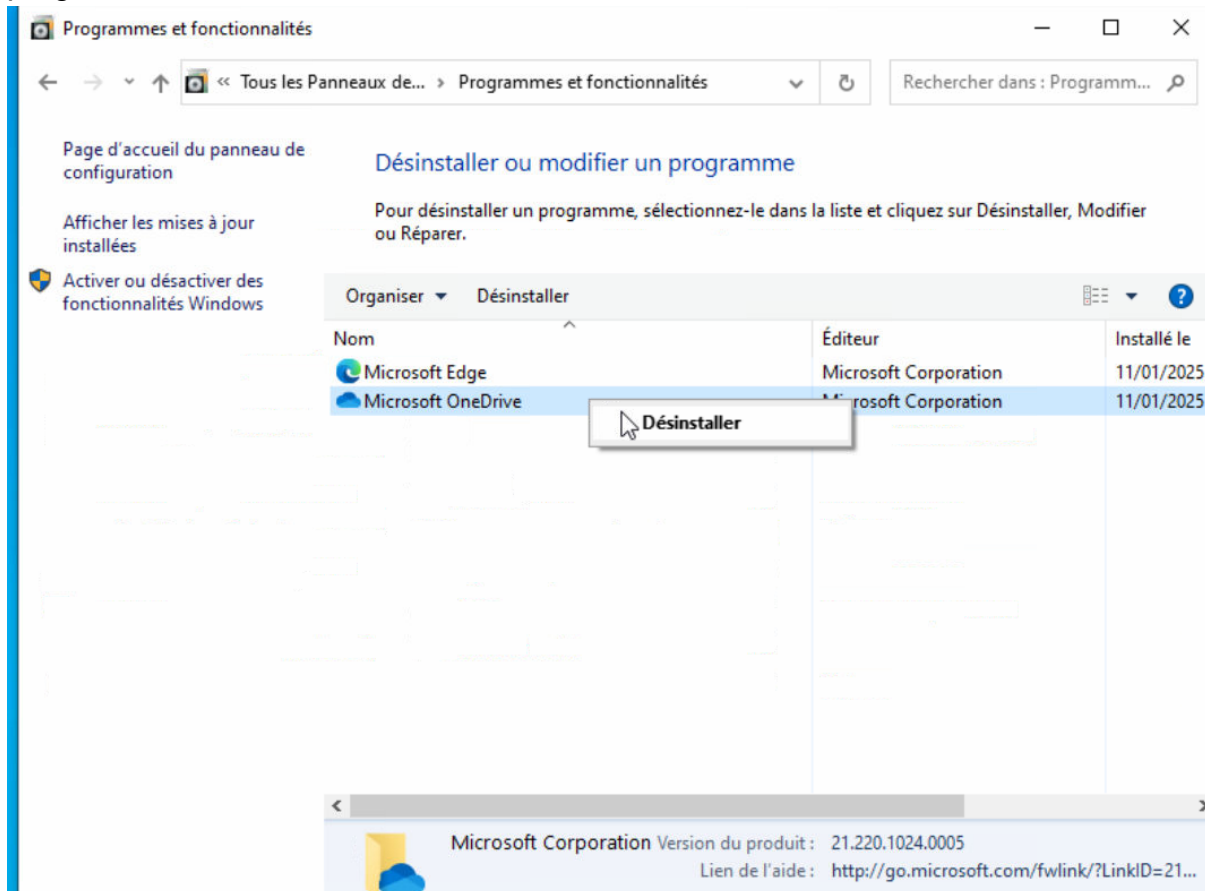 Programmes et fonctionnalités
« Tous les Panneaux de... > Programmes et fonctionnalités
Rechercher dans : Programm...
Page d'accueil du panneau de
configuration
Afficher les mises à jour
installées
Activer ou désactiver des
fonctionnalités Windows
Désinstaller ou modifier un programme
Pour désinstaller un programme, sélectionnez-le dans la liste et cliquez sur Désinstaller, Modifier
ou Réparer.
Organiser Désinstaller
Nom Éditeur Installé le
Microsoft Edge Microsoft Corporation 11/01/2025
Microsoft OneDrive Microsoft Corporation 11/01/2025
Désinstaller
Microsoft Corporation Version du produit : 21.220.1024.0005
Lien de l'aide : http://go.microsoft.com/fwlink/?LinkID=21...